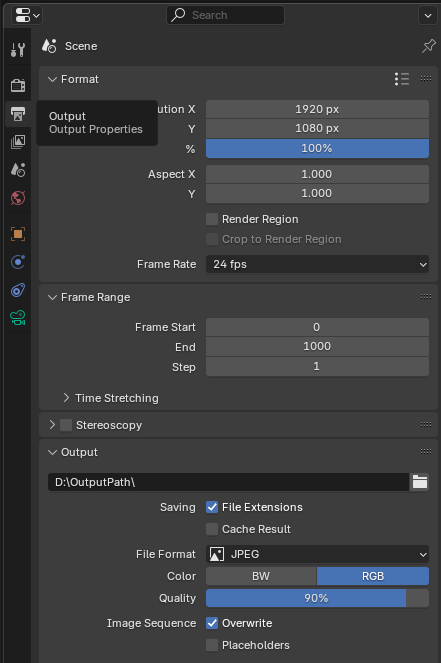 Search
Scene
Format
Output
Output Properties
ution X 1920 px
Y 1080 px
% 100%
Aspect X 1.000
Y 1.000
Render Region
Crop to Render Region
Frame Rate 24 fps
Frame Range
Frame Start 0
End 1000
Step 1
Time Stretching
Stereoscopy
Output
D:\OutputPath\
Saving File Extensions
Cache Result
File Format JPEG
Color BW RGB
Quality 90%
Image Sequence Overwrite
Placeholders